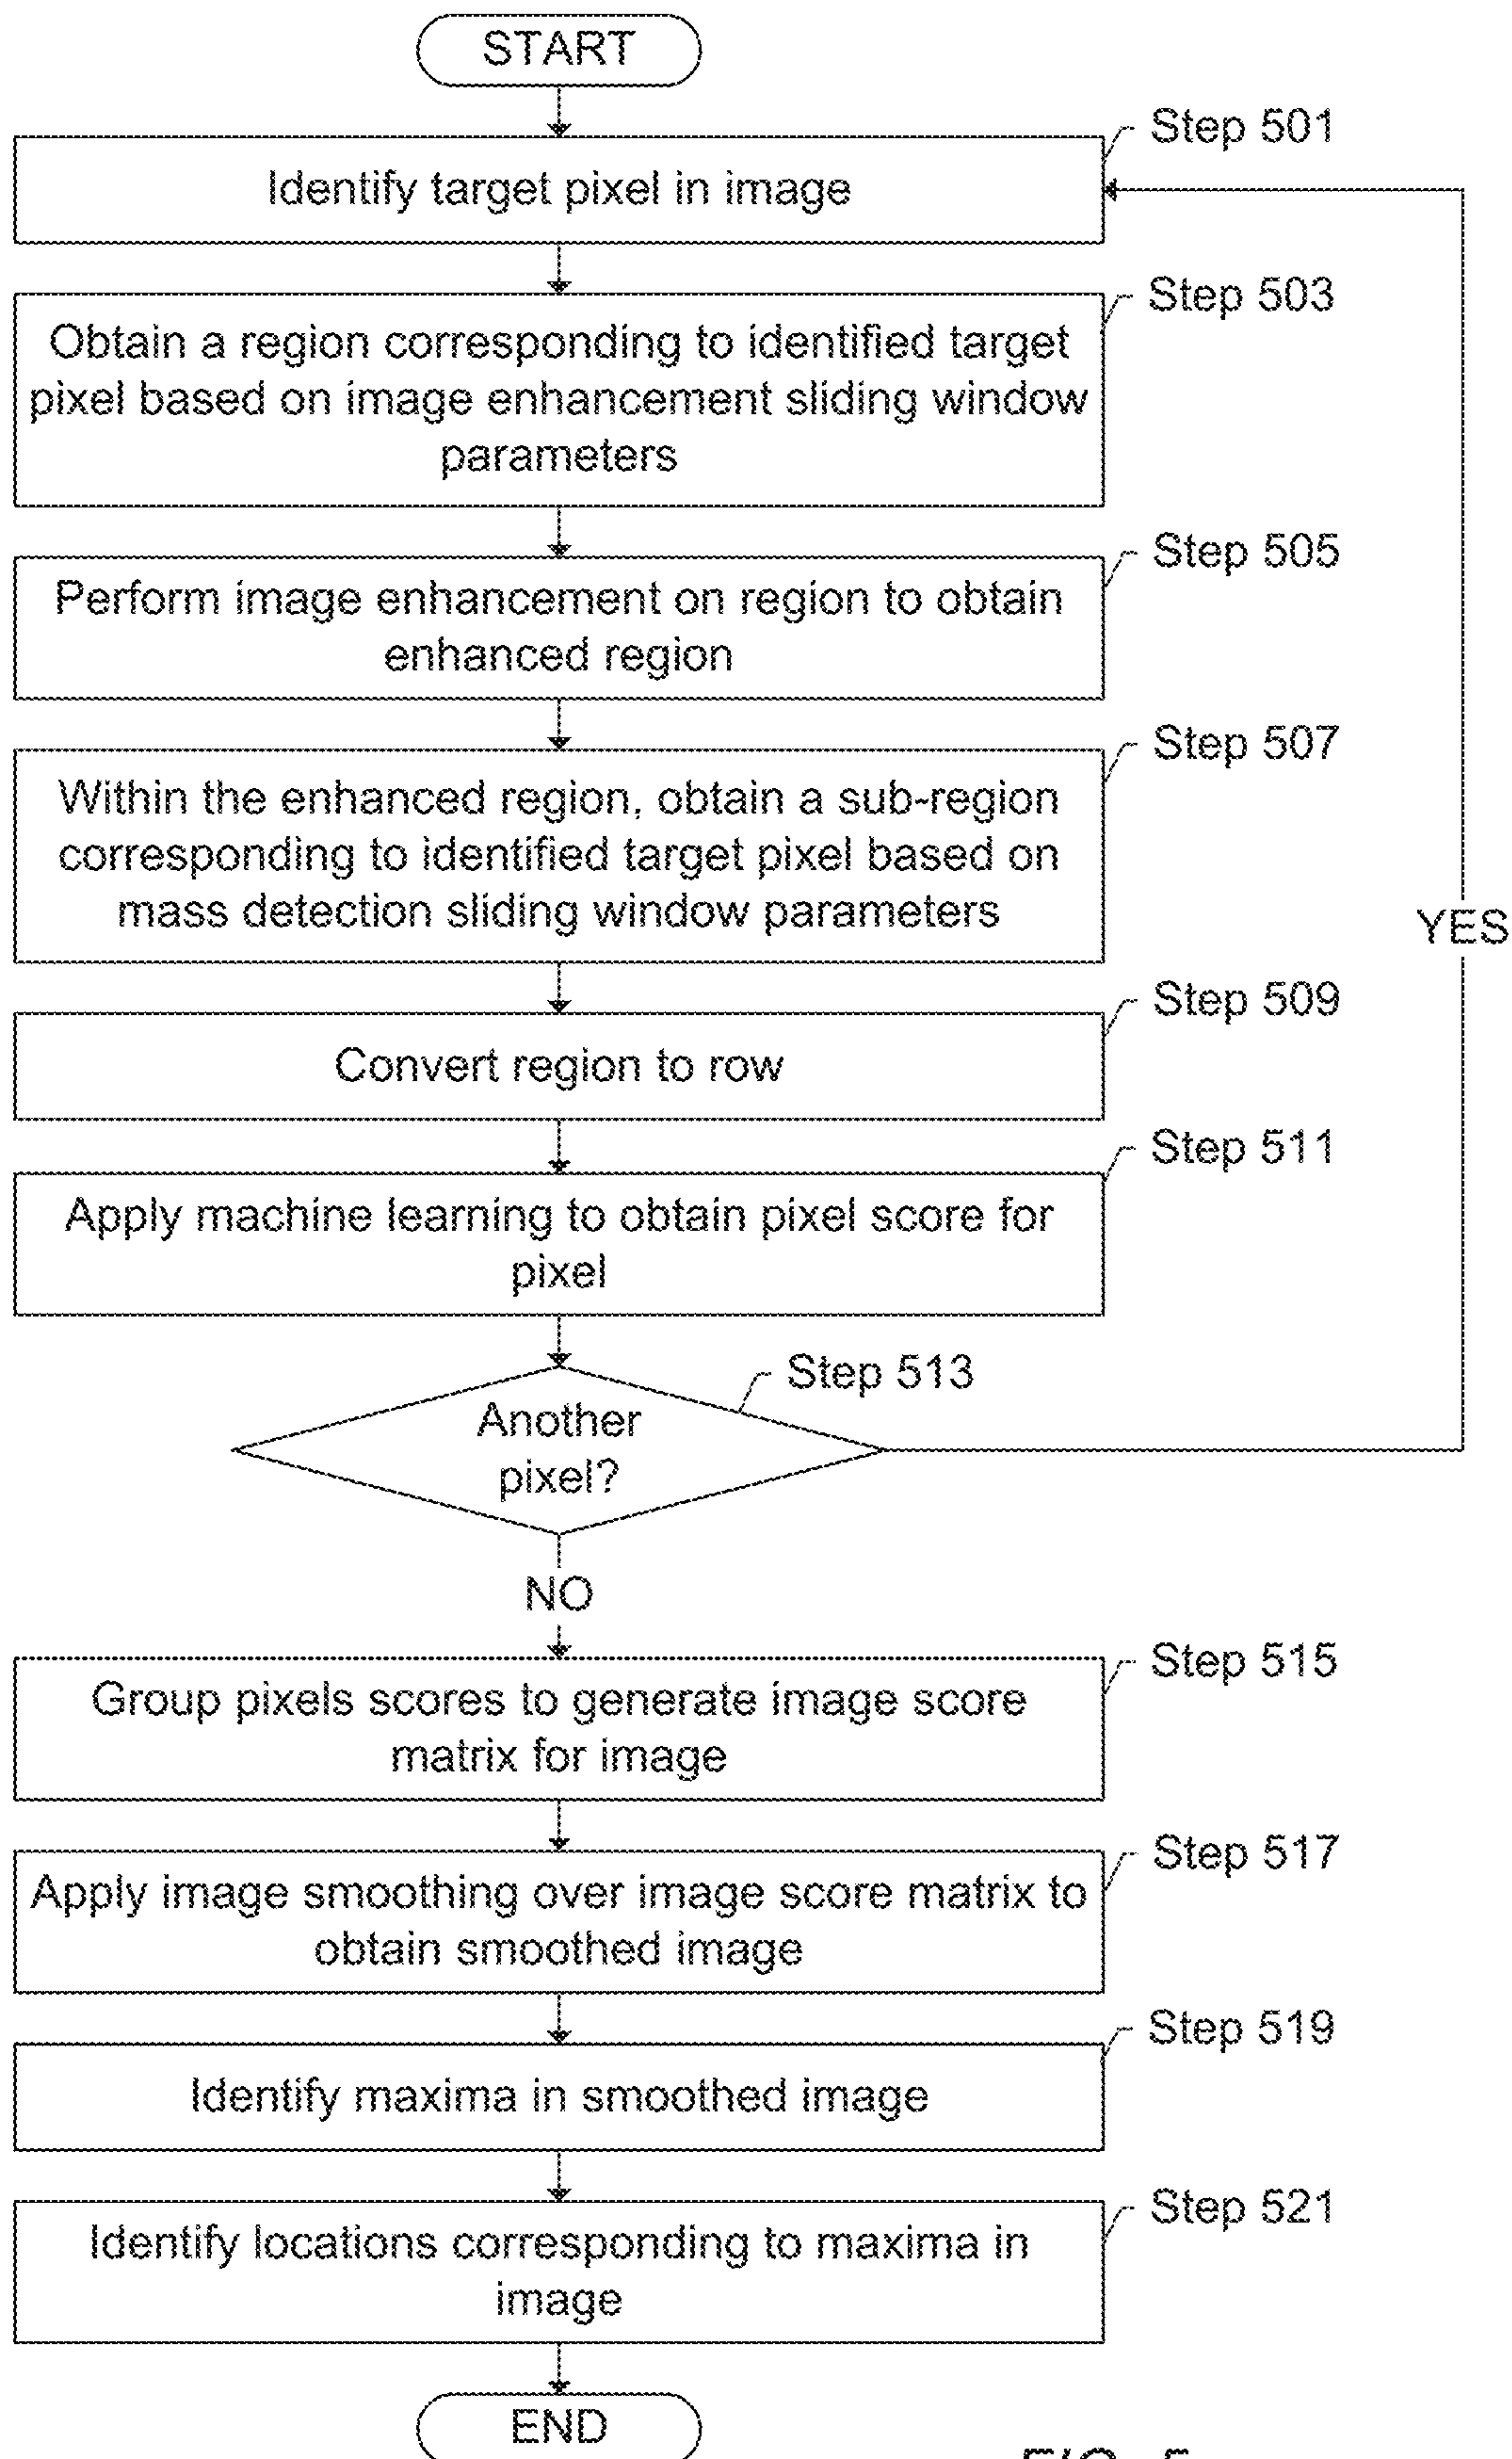 START
Step 501
Identify target pixel in image
Step 503
Obtain a region corresponding to identified target
pixel based on image enhancement sliding window
parameters
Step 505
Perform image enhancement on region to obtain
enhanced region
Step 507
Within the enhanced region, obtain a sub-region
corresponding to identified target pixel based on
mass detection sliding window parameters
YES
Step 509
Convert region to row
Step 511
Apply machine learning to obtain pixel score for
pixel
Step 513
Another
pixel?
NO
Step 515
Group pixels scores to generate image score
matrix for image
Step 517
Apply image smoothing over image score matrix to
obtain smoothed image
Step 519
Identify maxima in smoothed image
Step 521
Identify locations corresponding to maxima in
image
END